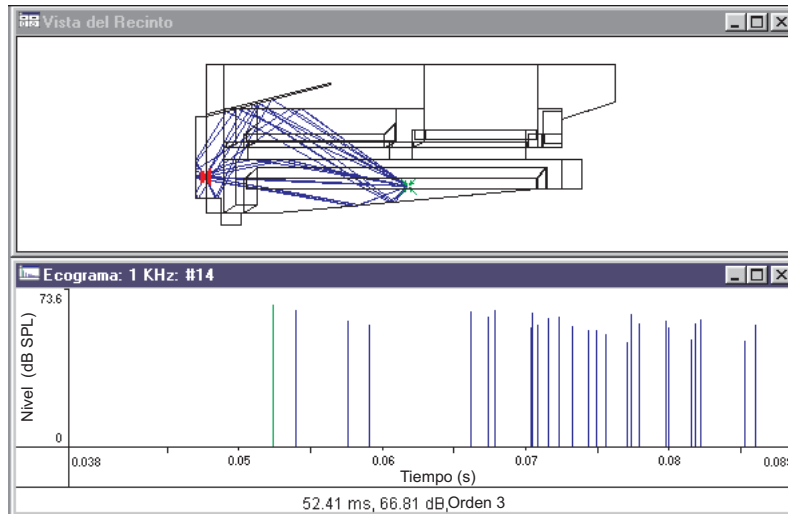 Vista del Recinto
Ecograma: 1 KHz: #14
73.6
Nivel (dB SPL)
0
0.038
0.05
0.06
0.07
0.08
0.089
Tiempo (s)
52.41 ms, 66.81 dB,Orden 3